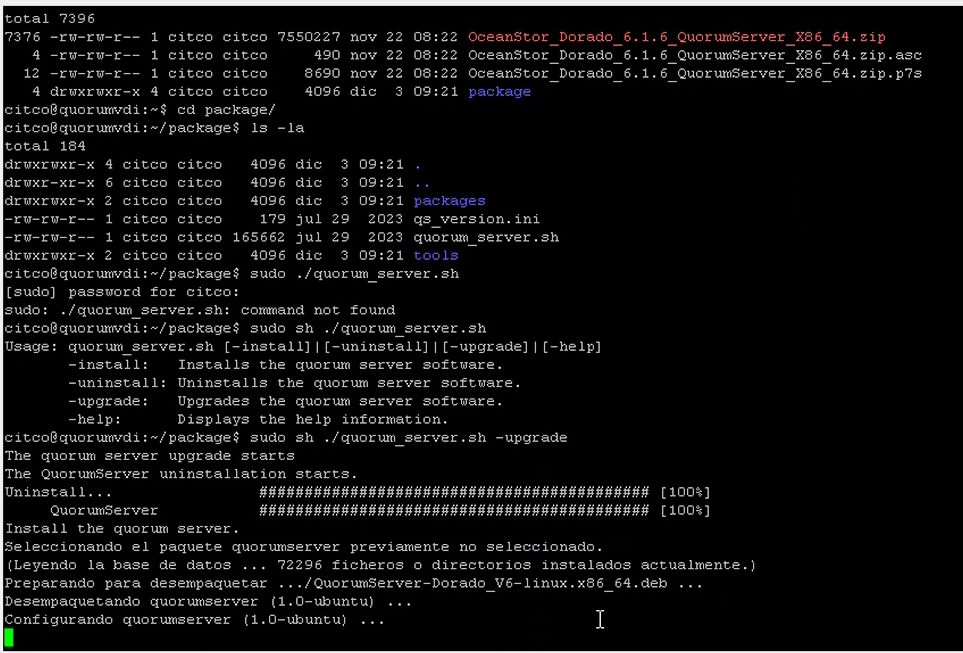 total 7396
7376 -rw-rw-r-- 1 citco citco 7550227 nov 22 08:22 OceanStor_Dorado_6.1.6_QuorumServer_X86_64.zip
   4 -rw-rw-r-- 1 citco citco     490 nov 22 08:22 OceanStor_Dorado_6.1.6_QuorumServer_X86_64.zip.asc
  12 -rw-rw-r-- 1 citco citco    8690 nov 22 08:22 OceanStor_Dorado_6.1.6_QuorumServer_X86_64.zip.p7s
   4 drwxrwxr-x 4 citco citco    4096 dic  3 09:21 package
citco@quorumvdi:~$ cd package/
citco@quorumvdi:~/package$ ls -la
total 184
drwxrwxr-x 4 citco citco   4096 dic  3 09:21 .
drwxr-xr-x 6 citco citco   4096 dic  3 09:21 ..
drwxrwxr-x 2 citco citco   4096 dic  3 09:21 packages
-rw-rw-r-- 1 citco citco    179 jul 29  2023 qs_version.ini
-rw-rw-r-- 1 citco citco 165662 jul 29  2023 quorum_server.sh
drwxrwxr-x 2 citco citco   4096 dic  3 09:21 tools
citco@quorumvdi:~/package$ sudo ./quorum_server.sh
[sudo] password for citco:
sudo: ./quorum_server.sh: command not found
citco@quorumvdi:~/package$ sudo sh ./quorum_server.sh
Usage: quorum_server.sh [-install]|[-uninstall]|[-upgrade]|[-help]
       -install:   Installs the quorum server software.
       -uninstall: Uninstalls the quorum server software.
       -upgrade:   Upgrades the quorum server software.
       -help:      Displays the help information.
citco@quorumvdi:~/package$ sudo sh ./quorum_server.sh -upgrade
The quorum server upgrade starts
The QuorumServer uninstallation starts.
Uninstall...                ########################################### [100%]
     QuorumServer           ########################################### [100%]
Install the quorum server.
Seleccionando el paquete quorumserver previamente no seleccionado.
(Leyendo la base de datos ... 72296 ficheros o directorios instalados actualmente.)
Preparando para desempaquetar .../QuorumServer-Dorado_V6-linux.x86_64.deb ...
Desempaquetando quorumserver (1.0-ubuntu) ...
Configurando quorumserver (1.0-ubuntu) ...